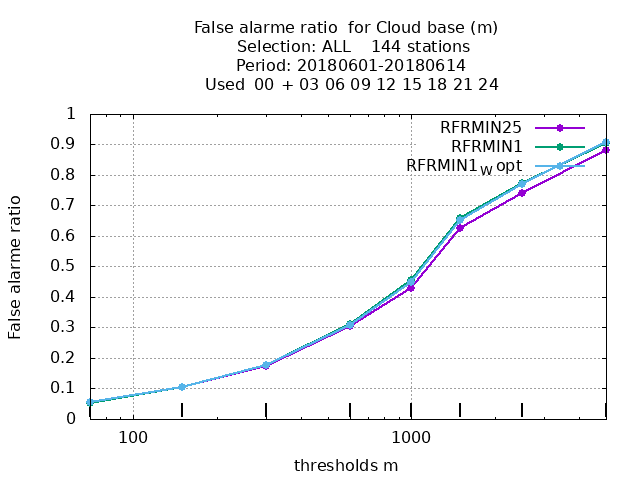 False alarme ratio  for Cloud base (m)
Selection: ALL    144 stations
Period: 20180601-20180614
Used  00 + 03 06 09 12 15 18 21 24
RFRMIN25
RFRMIN1
RFRMIN1W opt
1
0.9
0.8
0.7
0.6
0.5
0.4
0.3
0.2
0.1
0
False alarme ratio
100
1000
thresholds m